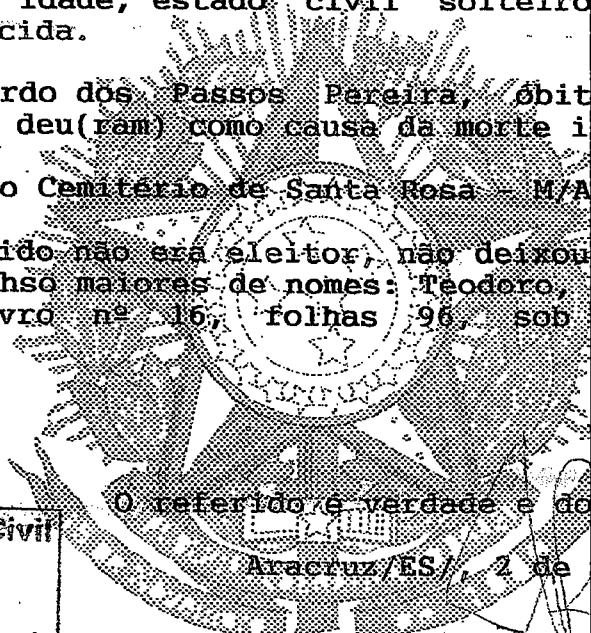 idade, estado civil solteiro
cida.
rdo dos Passos Pereira, óbit
deu(ram) como causa da morte i
o Cemitério de Santa Rosa - M/A
ido não era eleitor, não deixou
hso maiores de nomes: Teodoro,
vro nº 16, folhas 96, sob
O referido é verdade e do
Civil
Aracruz/ES/, 2 de